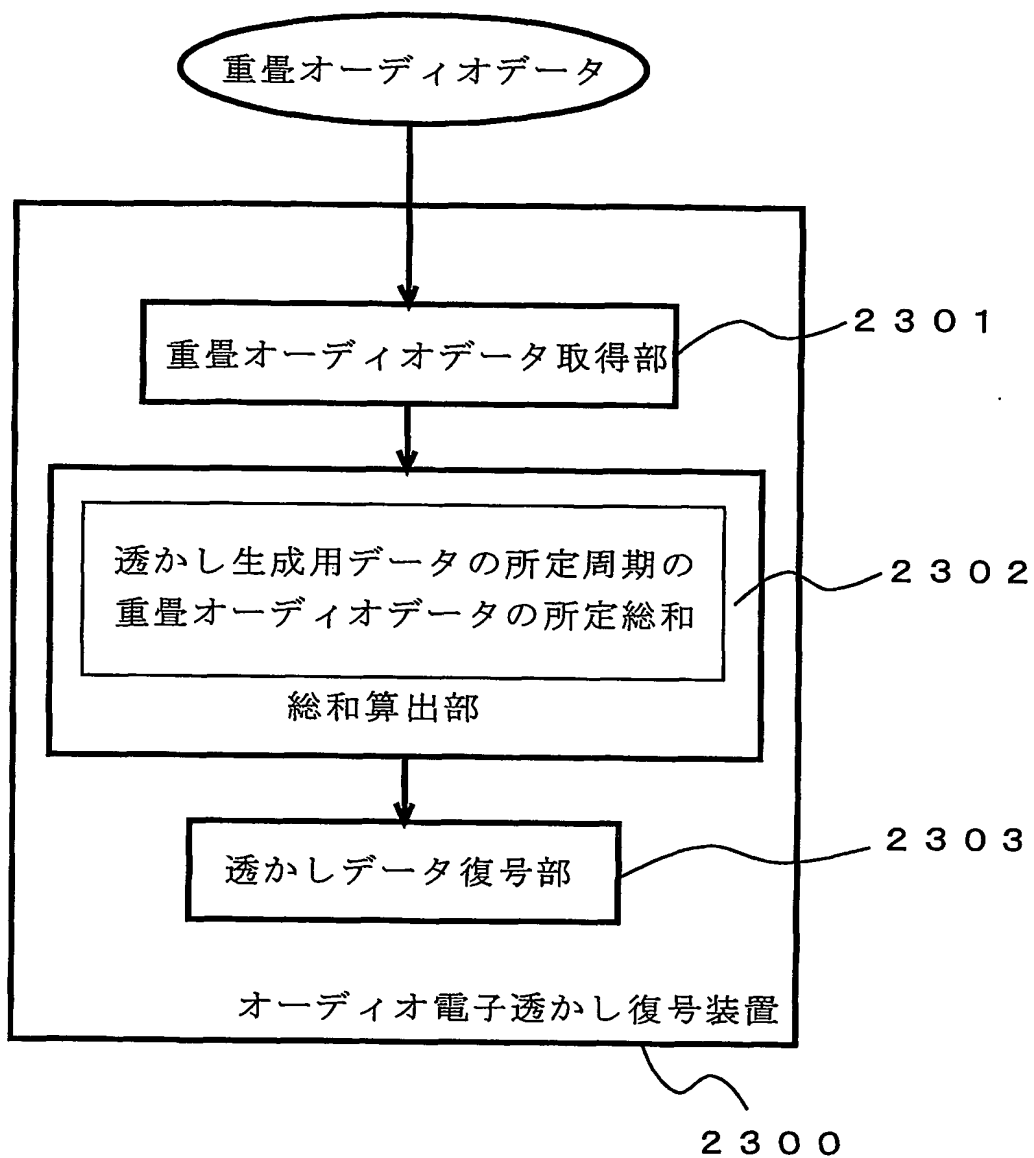 重畳オーディオデータ
重畳オーディオデータ取得部
２３０１
透かし生成用データの所定周期の
重畳オーディオデータの所定総和
２３０２
総和算出部
透かしデータ復号部
２３０３
オーディオ電子透かし復号装置
２３００